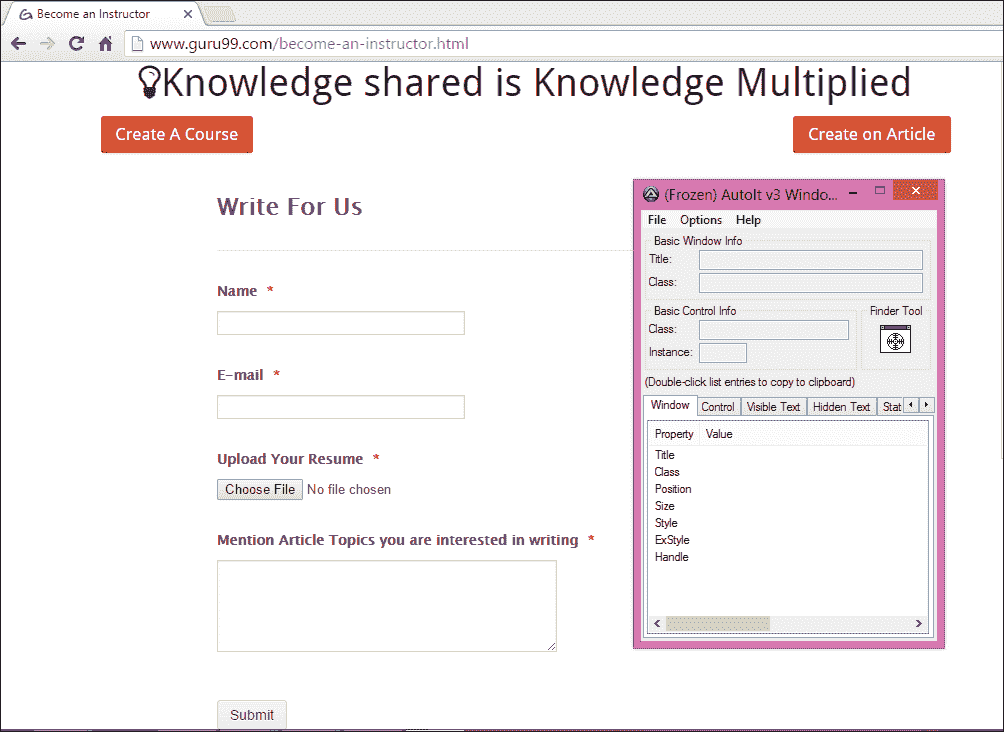 Become an Instructor
www.guru99.com/become-an-instructor.html
Knowledge shared is Knowledge Multiplied
Create A Course
Create on Article
Write For Us
Name *
E-mail *
Upload Your Resume *
Choose File No file chosen
Mention Article Topics you are interested in writing *
Submit
(Frozen) AutoIt v3 Windo...
File Options Help
Basic Window Info
Title:
Class:
Basic Control Info
Finder Tool
Class:
Instance:
(Double-click list entries to copy to clipboard)
Window Control Visible Text Hidden Text Stat
Property Value
Title
Class
Position
Size
Style
ExStyle
Handle